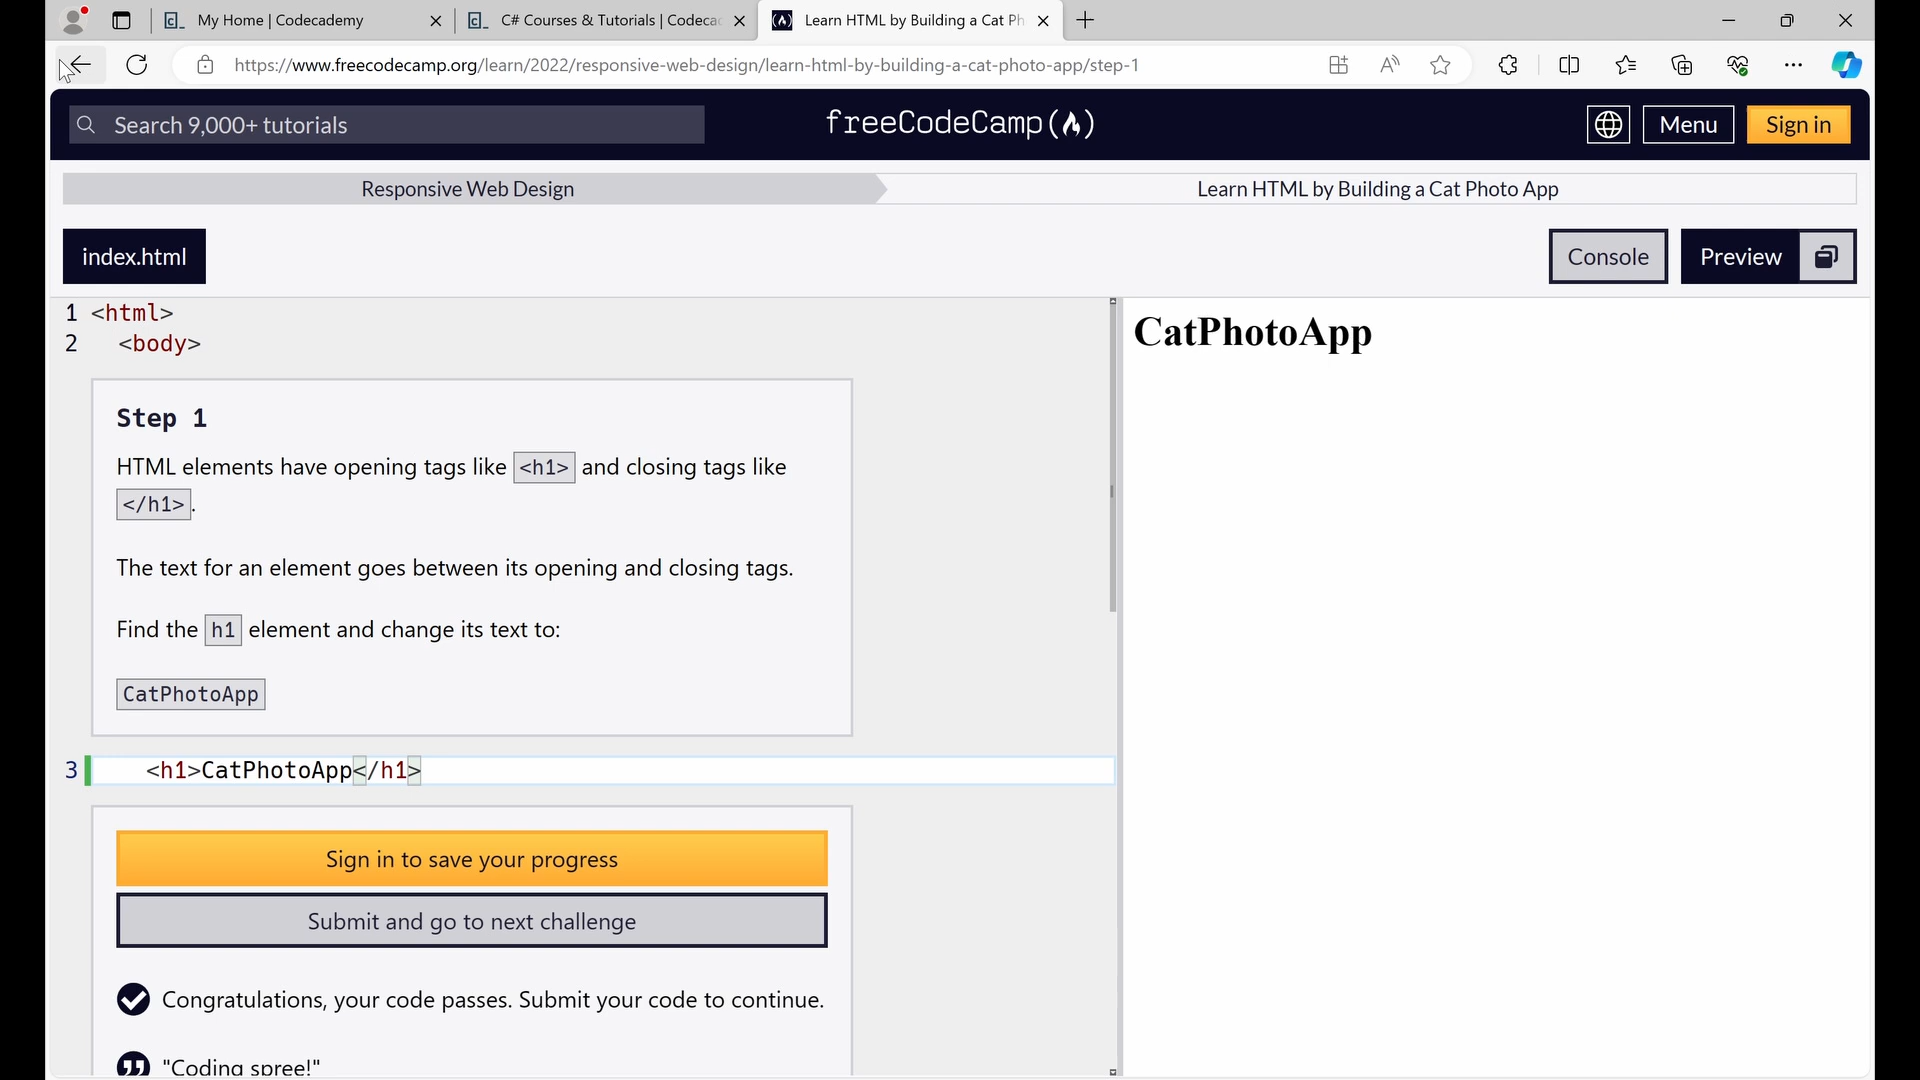 My Home | Codecademy
C# Courses & Tutorials | Codecac
Learn HTML by Building a Cat Ph
https://www.freecodecamp.org/learn/2022/responsive-web-design/learn-html-by-building-a-cat-photo-app/step-1
Search 9,000+ tutorials
freeCodeCamp
Menu
Sign in
Responsive Web Design
Learn HTML by Building a Cat Photo App
index.html
Console
Preview
1 <html>
2 <body>
CatPhotoApp
Step 1
HTML elements have opening tags like <h1> and closing tags like
</h1>.
The text for an element goes between its opening and closing tags.
Find the h1 element and change its text to:
CatPhotoApp
3 <h1>CatPhotoApp</h1>
Sign in to save your progress
Submit and go to next challenge
Congratulations, your code passes. Submit your code to continue.
"Coding spree!"